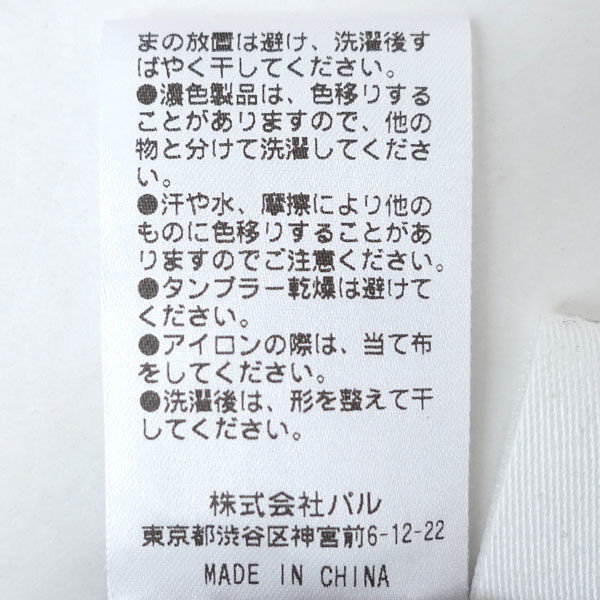 まの放置は避け、洗濯後す
ばやく干してください。
●濃色製品は、色移りする
ことがありますので、他の
物と分けて洗濯してくださ
い。
●汗や水、摩擦により他の
ものに色移りすることがあ
りますのでご注意ください。
●タンブラー乾燥は避けて
ください。
●アイロンの際は、当て布
をしてください。
●洗濯後は、形を整えて干
してください。
株式会社パル
東京都渋谷区神宮前6-12-22
MADE IN CHINA